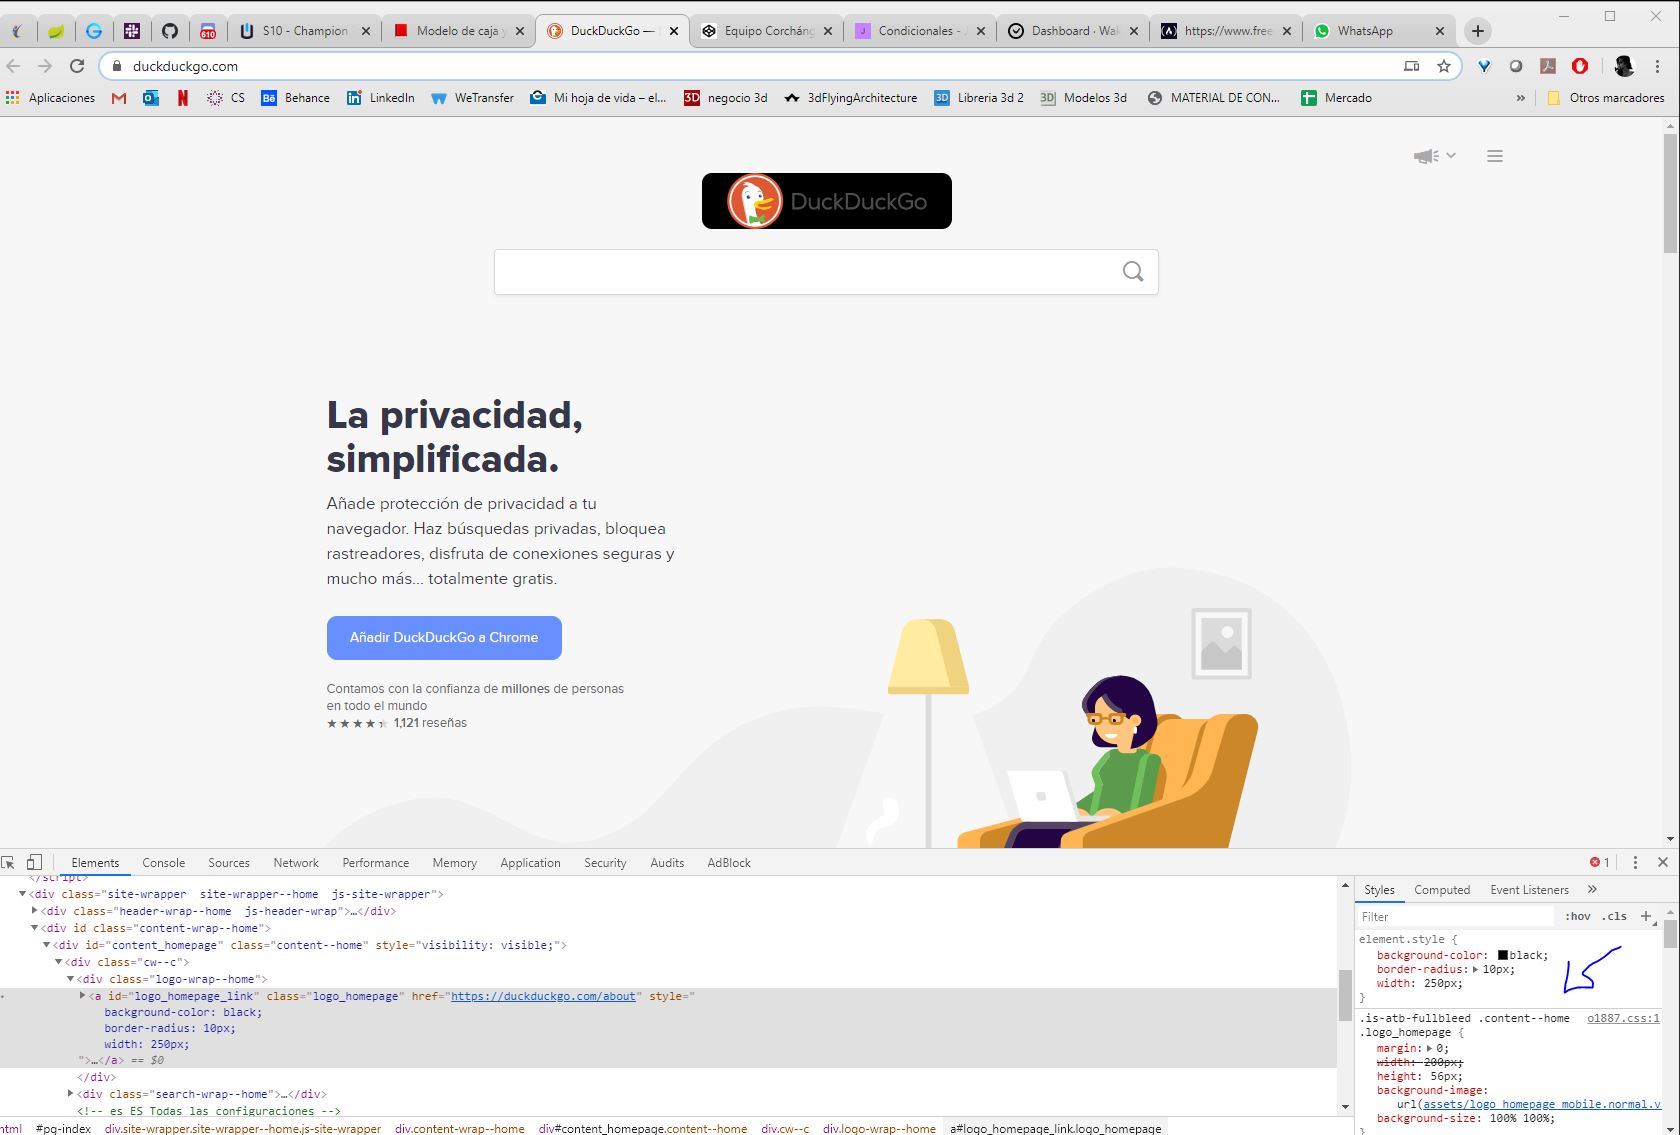 610
S10 - Champion
Modelo de caja y
DuckDuckGo —
Equipo Corcháng
Condicionales -
Dashboard · Wak
https://www.free
WhatsApp
duckduckgo.com
Aplicaciones
CS
Behance
LinkedIn
WeTransfer
Mi hoja de vida – el...
negocio 3d
3dFlyingArchitecture
Libreria 3d 2
Modelos 3d
MATERIAL DE CON...
Mercado
»
Otros marcadores
DuckDuckGo
La privacidad,
simplificada.
Añade protección de privacidad a tu
navegador. Haz búsquedas privadas, bloquea
rastreadores, disfruta de conexiones seguras y
mucho más... totalmente gratis.
Añadir DuckDuckGo a Chrome
Contamos con la confianza de millones de personas
en todo el mundo
1,121 reseñas
Elements Console Sources Network Performance Memory Application Security Audits AdBlock 1
</script>
<div class="site-wrapper  site-wrapper--home  js-site-wrapper">
<div class="header-wrap--home  js-header-wrap">…</div>
<div id class="content-wrap--home">
<div id="content_homepage" class="content--home" style="visibility: visible;">
<div class="cw--c">
<div class="logo-wrap--home">
<a id="logo_homepage_link" class="logo_homepage" href="https://duckduckgo.com/about" style="
background-color: black;
border-radius: 10px;
width: 250px;
">…</a> == $0
</div>
<div class="search-wrap--home">…</div>
<!-- es_ES Todas las configuraciones -->
html #pg-index div.site-wrapper.site-wrapper--home.js-site-wrapper div.content-wrap--home div#content_homepage.content--home div.cw--c div.logo-wrap--home a#logo_homepage_link.logo_homepage
Styles Computed Event Listeners »
Filter :hov .cls +
element.style {
background-color: black;
border-radius: 10px;
width: 250px;
}
.is-atb-fullbleed .content--home o1887.css:1
.logo_homepage {
margin: 0;
width: 200px;
height: 56px;
background-image:
url(assets/logo_homepage_mobile.normal.v
background-size: 100% 100%;